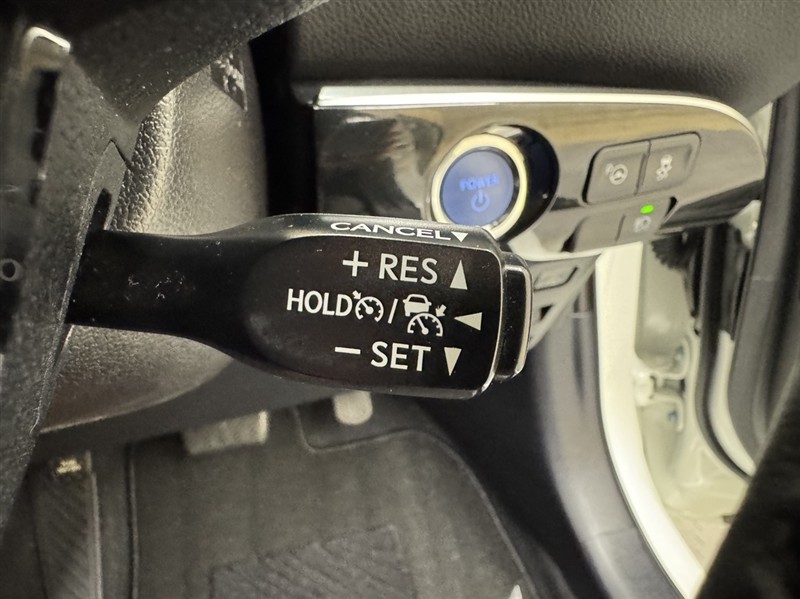 POWER
CANCEL
+ RES
HOLD /
− SET